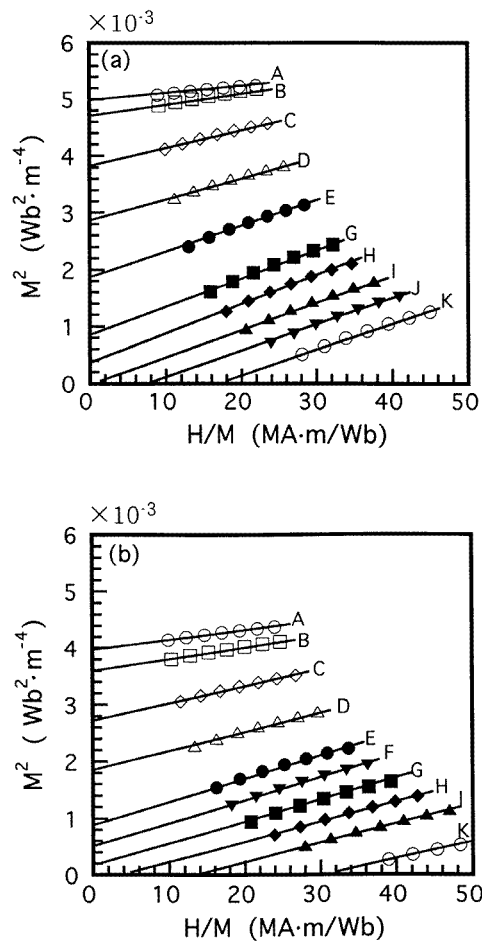 ×10⁻³
6
(a)
A
B
5
C
4
D
3
E
G
2
H
I
J
1
K
0
M² (Wb²·m⁻⁴)
0 10 20 30 40 50
H/M (MA·m/Wb)
×10⁻³
6
(b)
5
A
4
B
C
3
D
E
2
F
G
H
1
I
K
0
M² ( Wb²·m⁻⁴)
0 10 20 30 40 50
H/M (MA·m/Wb)